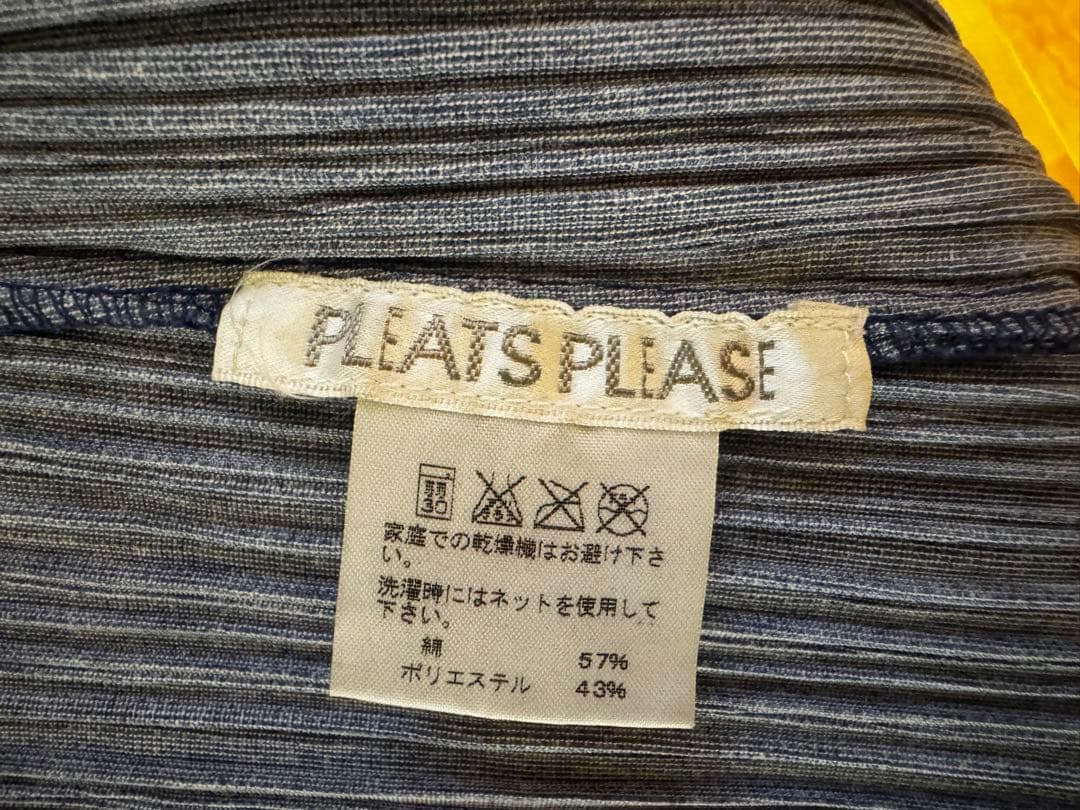 PLEATS PLEASE
弱
30
家庭での乾燥機はお避け下さ
い。
洗濯時にはネットを使用して
下さい。
綿 57%
ポリエステル 43%